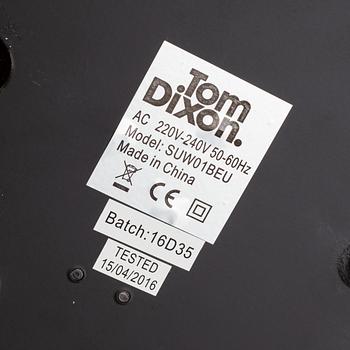 Tom
Dixon.
AC 220V-240V 50-60Hz
Model: SUW01BEU
Made in China
CE
Batch:16D35
TESTED
15/04/2016